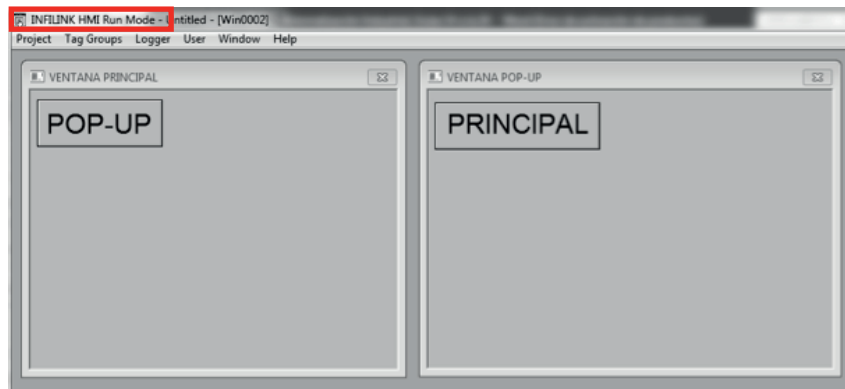 INFILINK HMI Run Mode - Untitled - [Win0002]
Project Tag Groups Logger User Window Help
VENTANA PRINCIPAL
POP-UP
VENTANA POP-UP
PRINCIPAL